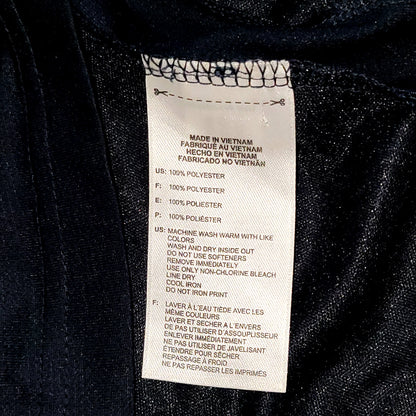 MADE IN VIETNAM
FABRIQUÉ AU VIETNAM
HECHO EN VIETNAM
FABRICADO NO VIETNÃN
US: 100% POLYESTER
F: 100% POLYESTER
E: 100% POLIESTER
P: 100% POLIÉSTER
US: MACHINE WASH WARM WITH LIKE
COLORS
WASH AND DRY INSIDE OUT
DO NOT USE SOFTENERS
REMOVE IMMEDIATELY
USE ONLY NON-CHLORINE BLEACH
LINE DRY
COOL IRON
DO NOT IRON PRINT
F: LAVER À L'EAU TIÈDE AVEC LES
MÊME COULEURS
LAVER ET SÉCHER A L'ENVERS
DE PAS UTILISER D'ASSOUPLISSEUR
ENLEVER IMMÉDIATEMENT
NE PAS UTILISER DE JAVELISANT
ÉTENDRE POUR SÉCHER
REPASSAGE À FROID
NE PAS REPASSER LES IMPRIMÉS